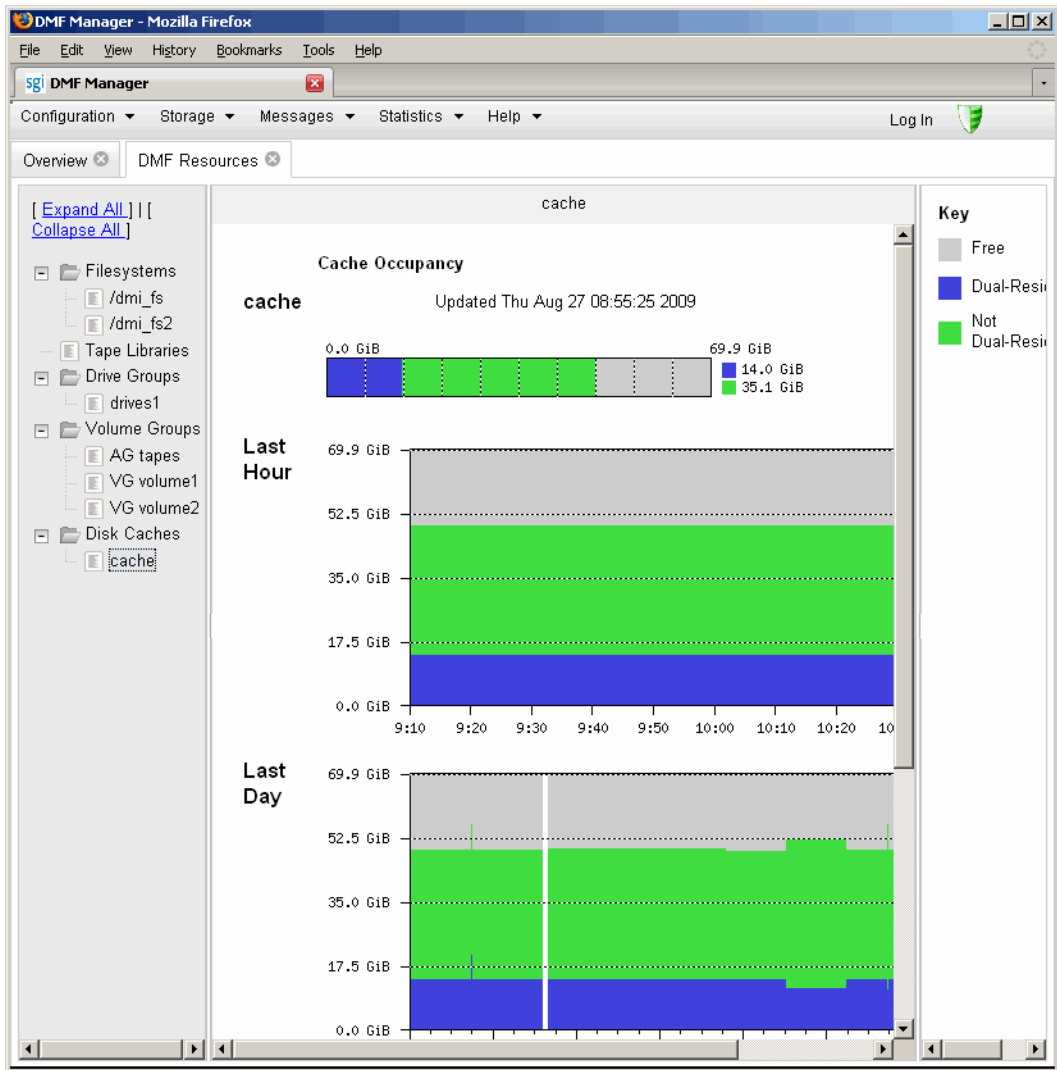 DMF Manager - Mozilla Firefox
File Edit View History Bookmarks Tools Help
sgi DMF Manager
Configuration Storage Messages Statistics Help Log In
Overview DMF Resources
[ Expand All ] | [
Collapse All ]
Filesystems
/dmi_fs
/dmi_fs2
Tape Libraries
Drive Groups
drives1
Volume Groups
AG tapes
VG volume1
VG volume2
Disk Caches
cache
cache
Cache Occupancy
cache Updated Thu Aug 27 08:55:25 2009
0.0 GiB 69.9 GiB
14.0 GiB
35.1 GiB
Last
Hour
69.9 GiB
52.5 GiB
35.0 GiB
17.5 GiB
0.0 GiB
9:10 9:20 9:30 9:40 9:50 10:00 10:10 10:20 10
Last
Day
69.9 GiB
52.5 GiB
35.0 GiB
17.5 GiB
0.0 GiB
Key
Free
Dual-Resi
Not
Dual-Resi